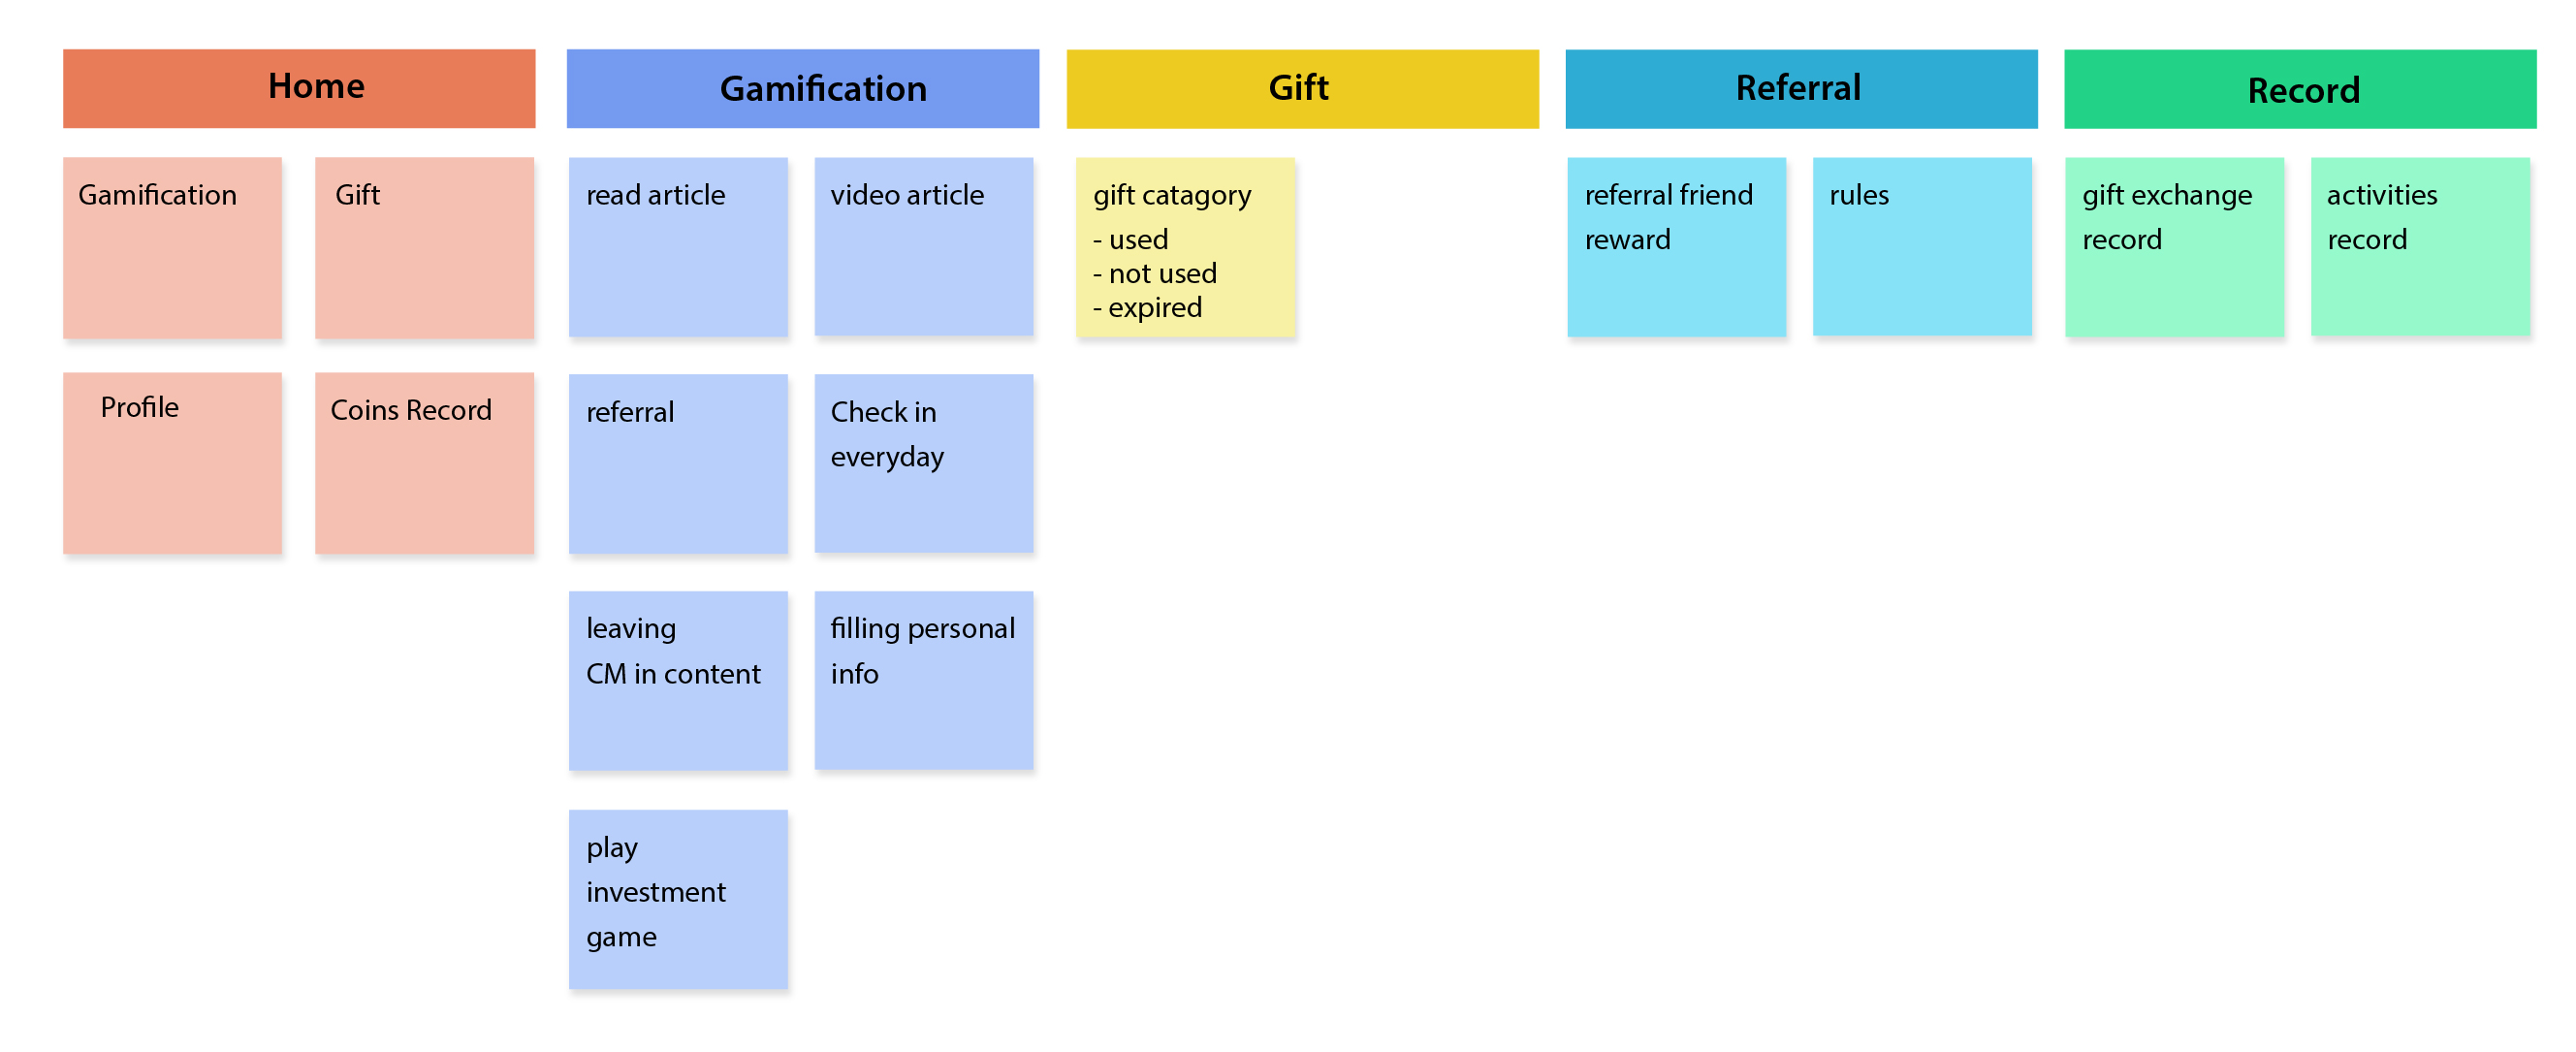 Home
Gamification
Gift
Referral
Record
Gamification
Gift
Profile
Coins Record
read article
video article
referral
Check in
everyday
leaving
CM in content
filling personal
info
play
investment
game
gift catagory
- used
- not used
- expired
referral friend
reward
rules
gift exchange
record
activities
record